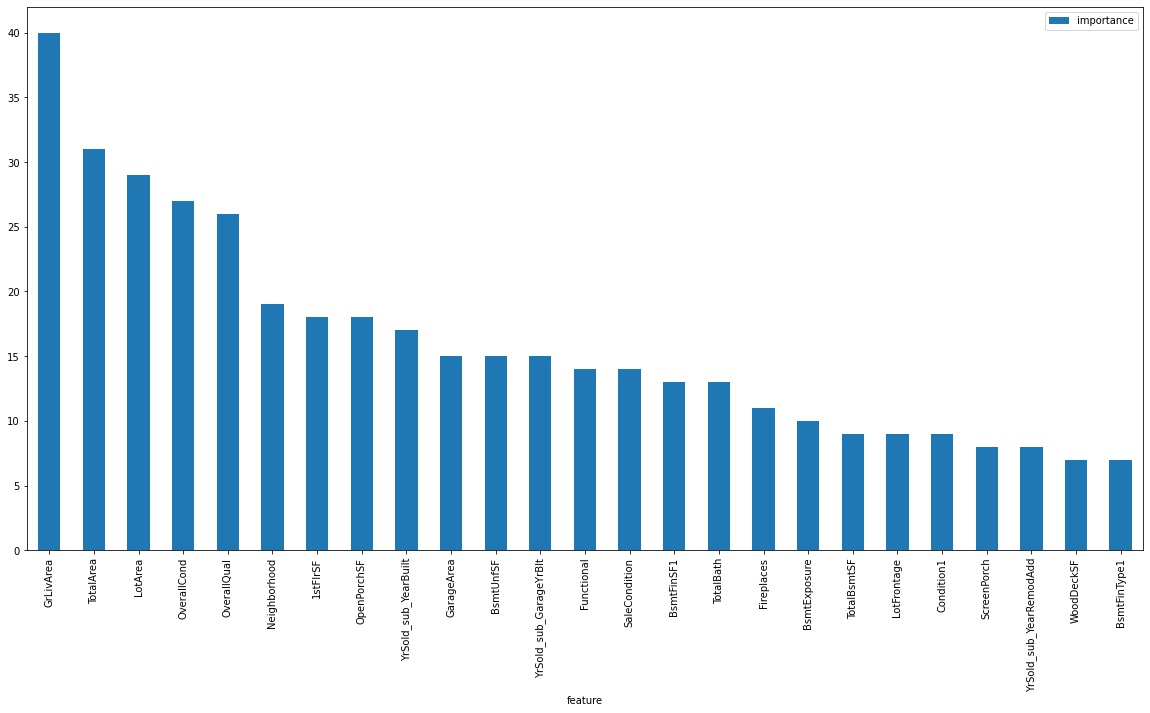 importance
40
35
30
25
20
15
10
5
0
GrLivArea
TotalArea
LotArea
OverallCond
OverallQual
Neighborhood
1stFlrSF
OpenPorchSF
YrSold_sub_YearBuilt
GarageArea
BsmtUnfSF
YrSold_sub_GarageYrBlt
Functional
SaleCondition
BsmtFinSF1
TotalBath
Fireplaces
BsmtExposure
TotalBsmtSF
LotFrontage
Condition1
ScreenPorch
YrSold_sub_YearRemodAdd
WoodDeckSF
BsmtFinType1
feature